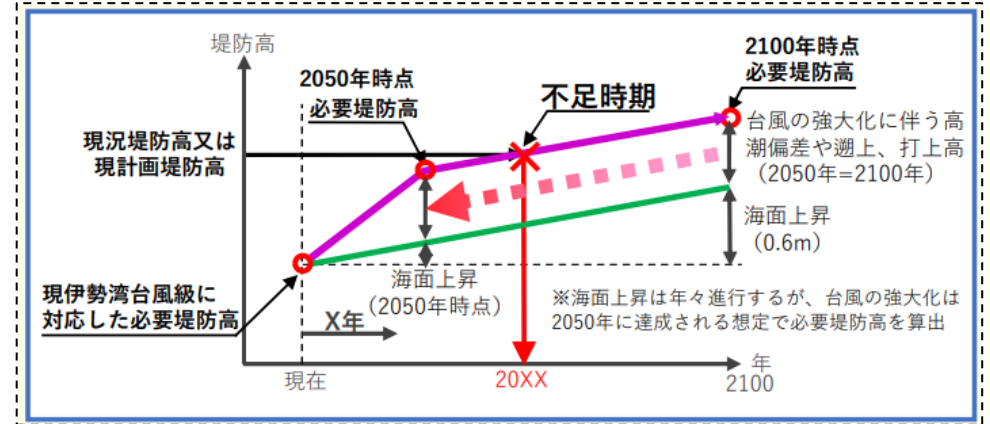 堤防高
2050年時点
必要堤防高
不足時期
2100年時点
必要堤防高
現況堤防高又は
現計画堤防高
台風の強大化に伴う高
潮偏差や遡上、打上高
（2050年=2100年）
海面上昇
（0.6m）
海面上昇
（2050年時点）
現伊勢湾台風級に
対応した必要堤防高
X年
※海面上昇は年々進行するが、台風の強大化は
2050年に達成される想定で必要堤防高を算出
現在
20XX
年
2100